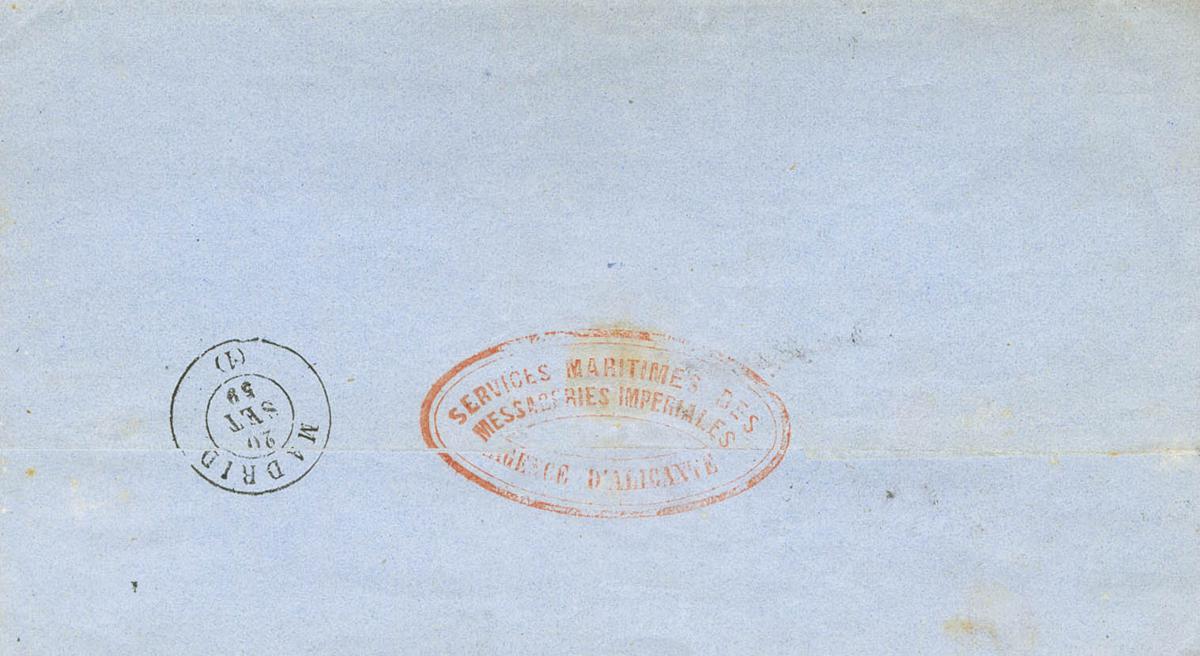 MADRID
20
SET
59
(1)
SERVICES MARITIMES DES
MESSAGERIES IMPERIALES
AGENCE D'ALICANTE